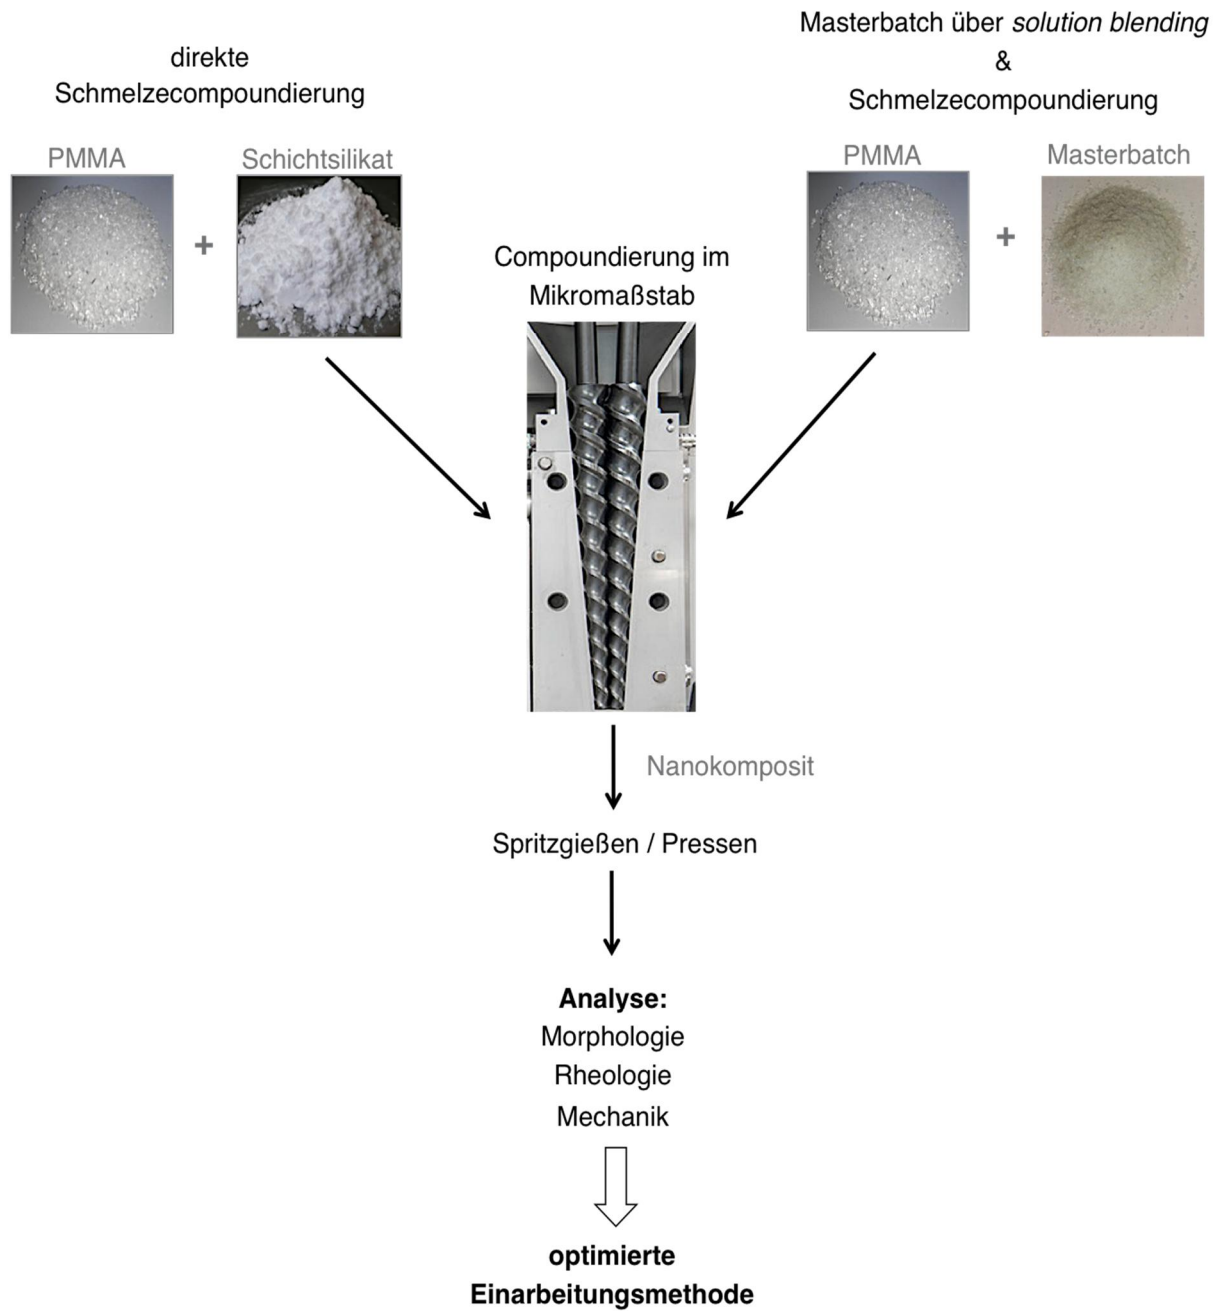 direkte
Schmelzecompoundierung
PMMA
+
Schichtsilikat
Masterbatch über solution blending
&
Schmelzecompoundierung
PMMA
+
Masterbatch
Compoundierung im
Mikromaßstab
Nanokomposit
Spritzgießen / Pressen
Analyse:
Morphologie
Rheologie
Mechanik
optimierte
Einarbeitungsmethode